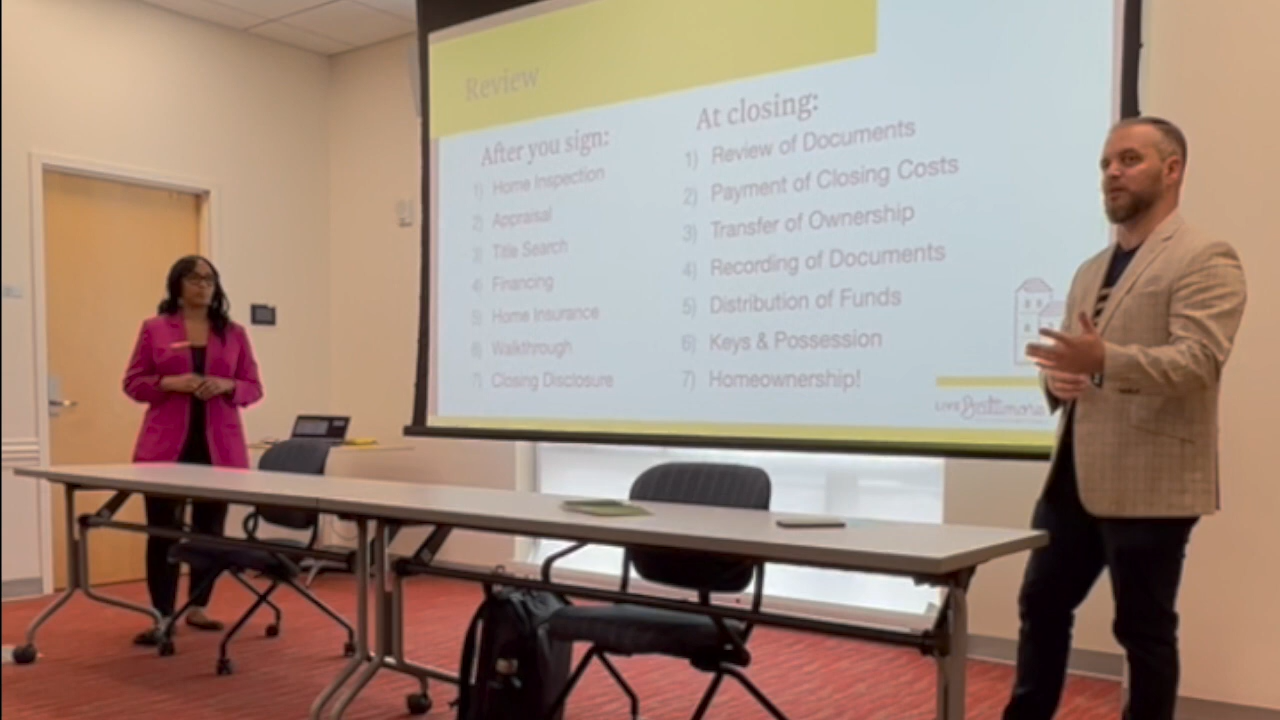 Review
After you sign:
1) Home Inspection
2) Appraisal
3) Title Search
4) Financing
5) Home Insurance
6) Walkthrough
7) Closing Disclosure
At closing:
1) Review of Documents
2) Payment of Closing Costs
3) Transfer of Ownership
4) Recording of Documents
5) Distribution of Funds
6) Keys & Possession
7) Homeownership!
LIVE Baltimore